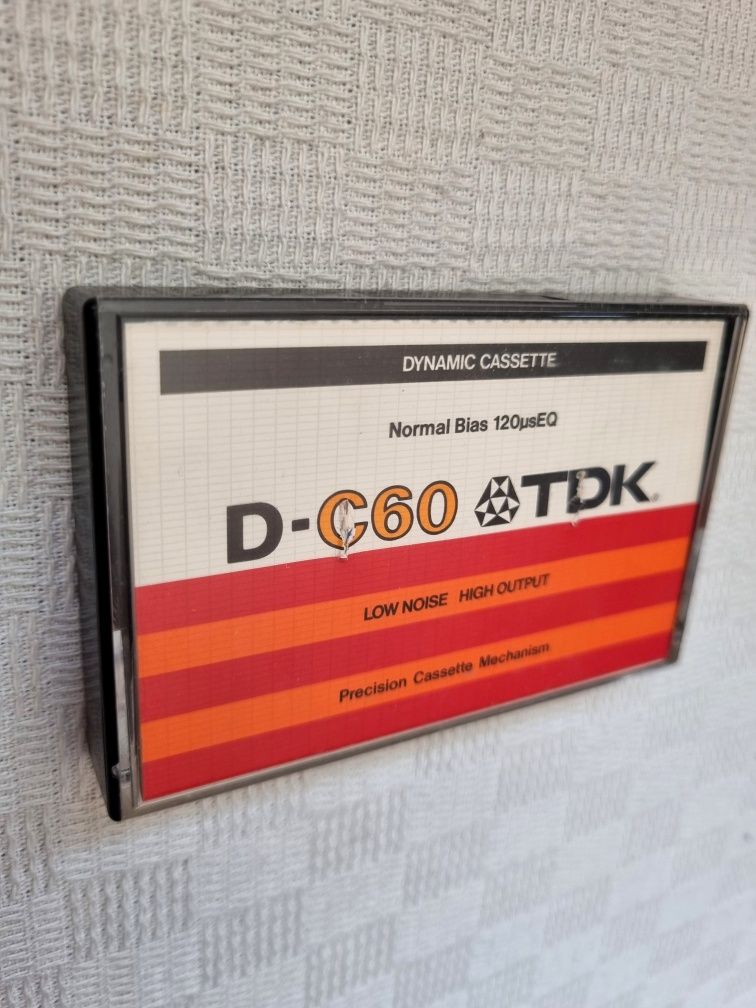 DYNAMIC CASSETTE
Normal Bias 120µsEQ
D-C60 TDK®
LOW NOISE HIGH OUTPUT
Precision Cassette Mechanism